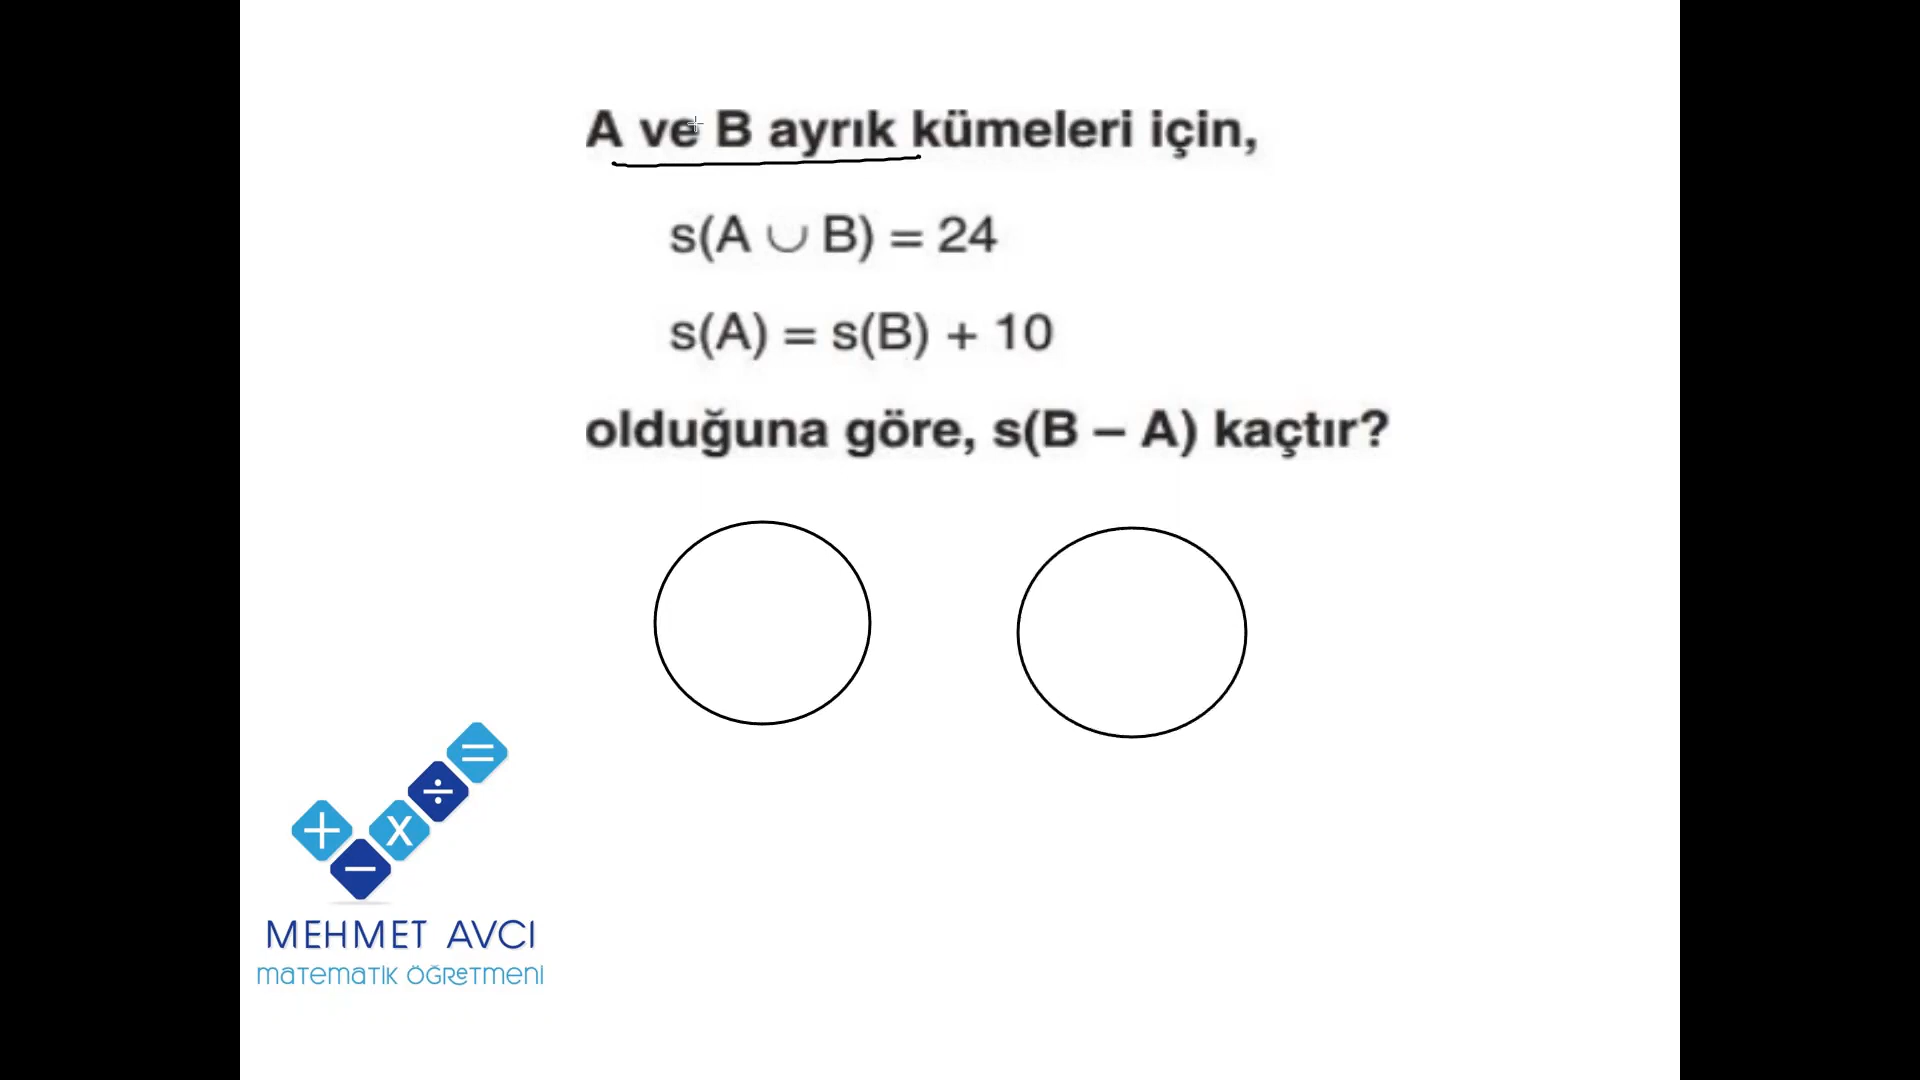 A ve B ayrık kümeleri için,
s(A ∪ B) = 24
s(A) = s(B) + 10
olduğuna göre, s(B – A) kaçtır?
+ − x ÷ =
MEHMET AVCI
matematik ÖĞRetmeni